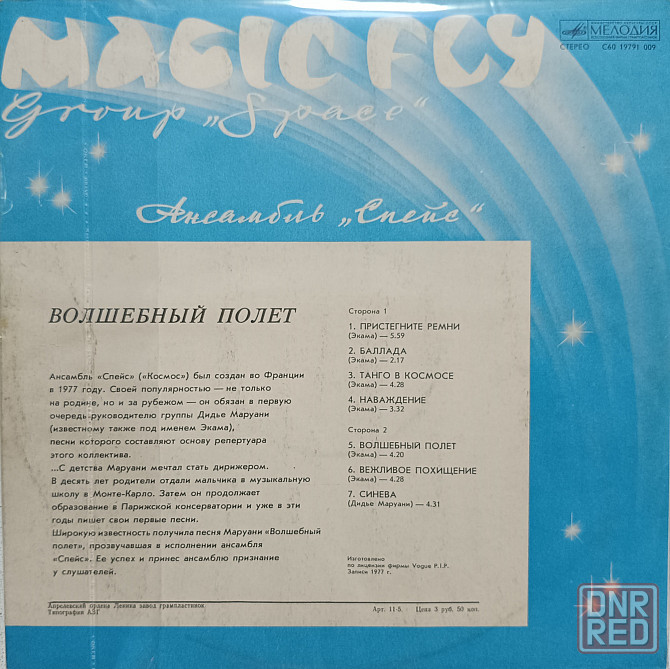 MAGIC FLY
МЕЛОДИЯ
СТЕРЕО С60 19791 009
Group „Space“
Ансамбль „Спейс“
ВОЛШЕБНЫЙ ПОЛЕТ
Ансамбль «Спейс» («Космос») был создан во Франции
в 1977 году. Своей популярностью — не только
на родине, но и за рубежом — он обязан в первую
очередь руководителю группы Дидье Маруани
(известному также под именем Экама),
песни которого составляют основу репертуара
этого коллектива.
...С детства Маруани мечтал стать дирижером.
В десять лет родители отдали мальчика в музыкальную
школу в Монте-Карло. Затем он продолжает
образование в Парижской консерватории и уже в эти
годы пишет свои первые песни.
Широкую известность получила песня Маруани «Волшебный
полет», прозвучавшая в исполнении ансамбля
«Спейс». Ее успех и принес ансамблю признание
у слушателей.
Сторона 1
1. ПРИСТЕГНИТЕ РЕМНИ
(Экама) — 5.59
2. БАЛЛАДА
(Экама) — 2.17
3. ТАНГО В КОСМОСЕ
(Экама) — 4.28
4. НАВАЖДЕНИЕ
(Экама) — 3.32
Сторона 2
5. ВОЛШЕБНЫЙ ПОЛЕТ
(Экама) — 4.20
6. ВЕЖЛИВОЕ ПОХИЩЕНИЕ
(Экама) — 4.28
7. СИНЕВА
(Дидье Маруани) — 4.31
Изготовлено
по лицензии фирмы Vogue P.I.P.
Запись 1977 г.
Апрелевский ордена Ленина завод грампластинок
Типография АЗГ
Арт. 11-5. Цена 3 руб. 50 коп.
DNR
RED